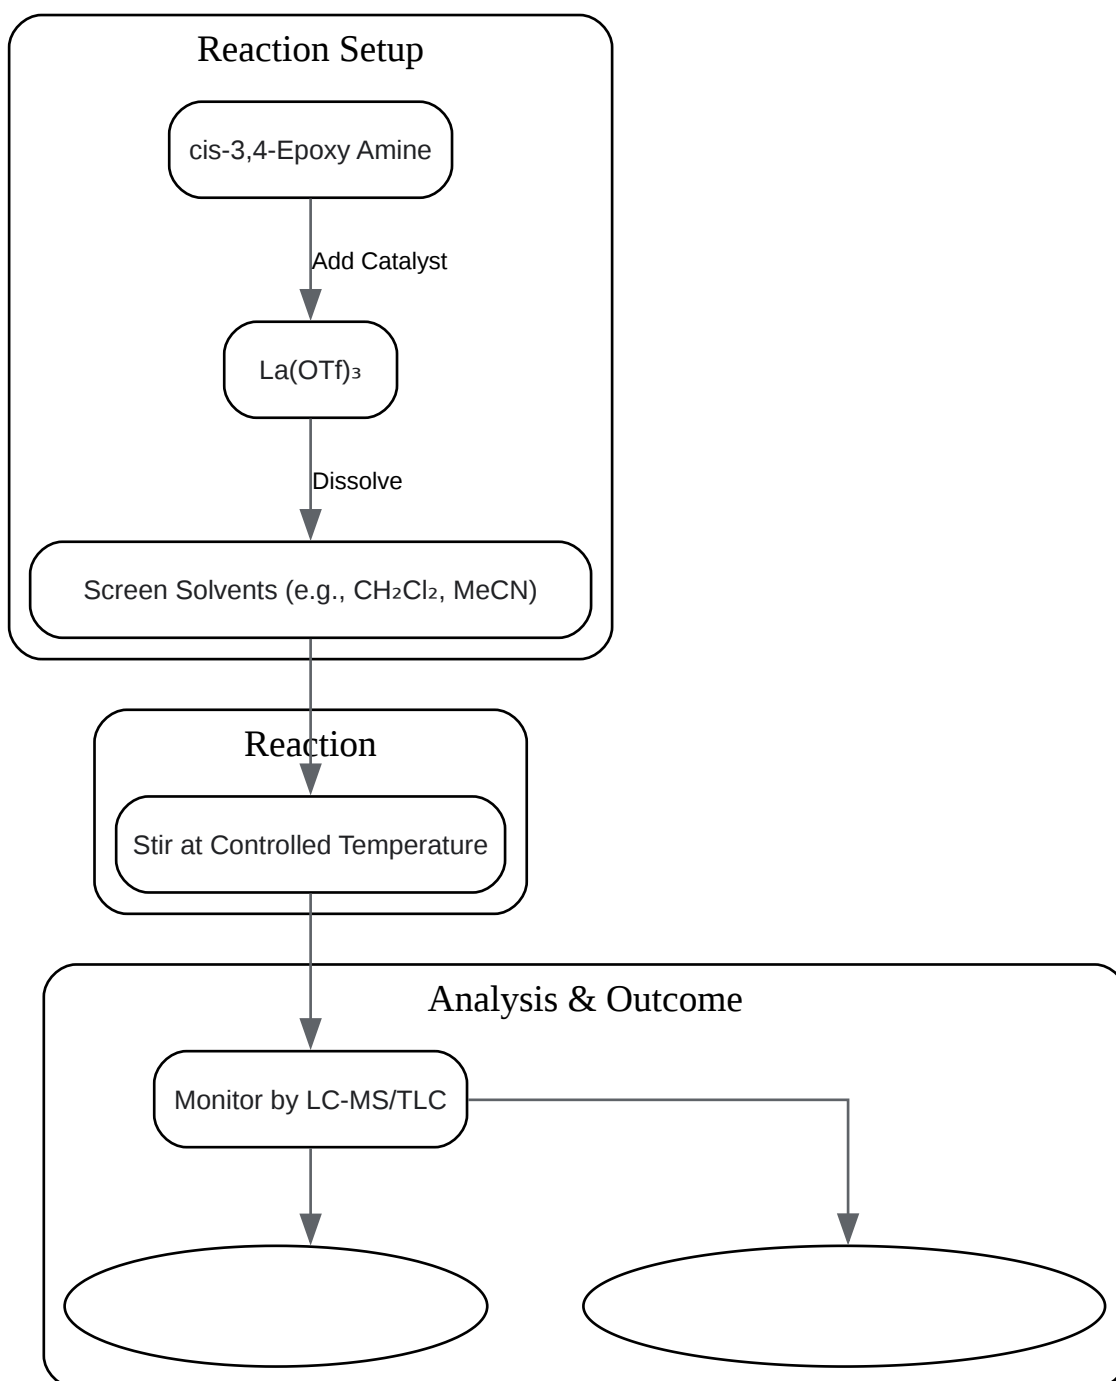 Reaction Setup
cis-3,4-Epoxy Amine
Add Catalyst
La(OTf)₃
Dissolve
Screen Solvents (e.g., CH₂Cl₂, MeCN)
Reaction
Stir at Controlled Temperature
Analysis & Outcome
Monitor by LC-MS/TLC